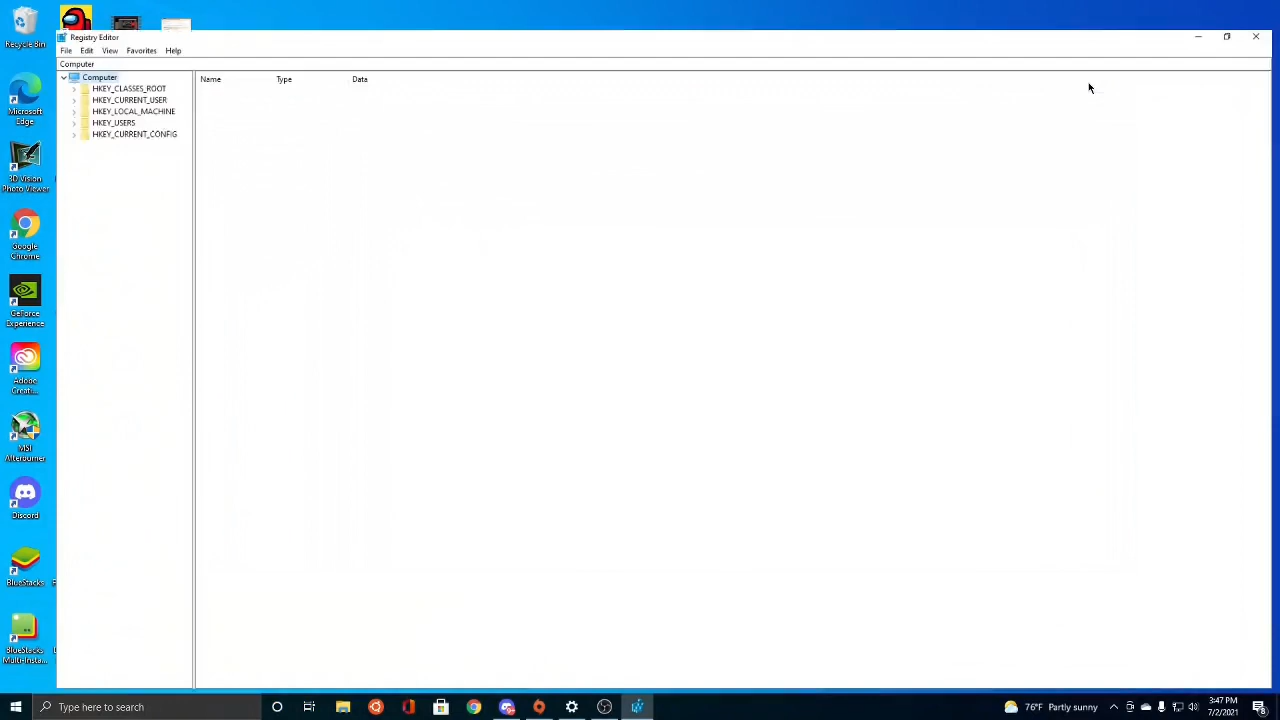 Recycle Bin
Registry Editor
File Edit View Favorites Help
Computer
Computer
HKEY_CLASSES_ROOT
HKEY_CURRENT_USER
HKEY_LOCAL_MACHINE
HKEY_USERS
HKEY_CURRENT_CONFIG
Name Type Data
Microsoft
Edge
3D Vision
Photo Viewer
Google
Chrome
GeForce
Experience
Adobe
Creati...
MSI
Afterburner
Discord
BlueStacks
BlueStacks
Multi-Insta...
Type here to search
76°F Partly sunny
3:47 PM
7/2/2021
8